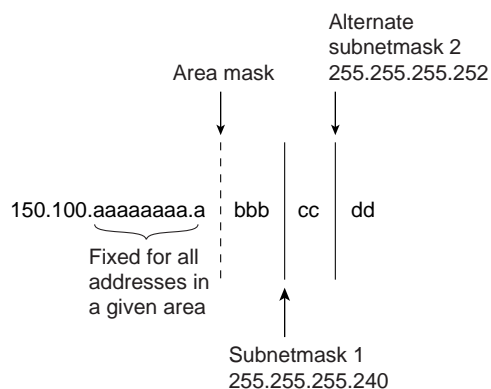 Alternate
subnetmask 2
255.255.255.252
Area mask
150.100.aaaaaaaa.a bbb cc dd
Fixed for all
addresses in
a given area
Subnetmask 1
255.255.255.240